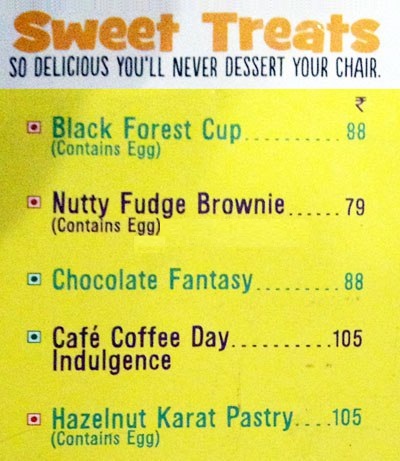 Sweet Treats
SO DELICIOUS YOU'LL NEVER DESSERT YOUR CHAIR.
₹
Black Forest Cup..........88
(Contains Egg)
Nutty Fudge Brownie......79
(Contains Egg)
Chocolate Fantasy.........88
Café Coffee Day..........105
Indulgence
Hazelnut Karat Pastry....105
(Contains Egg)